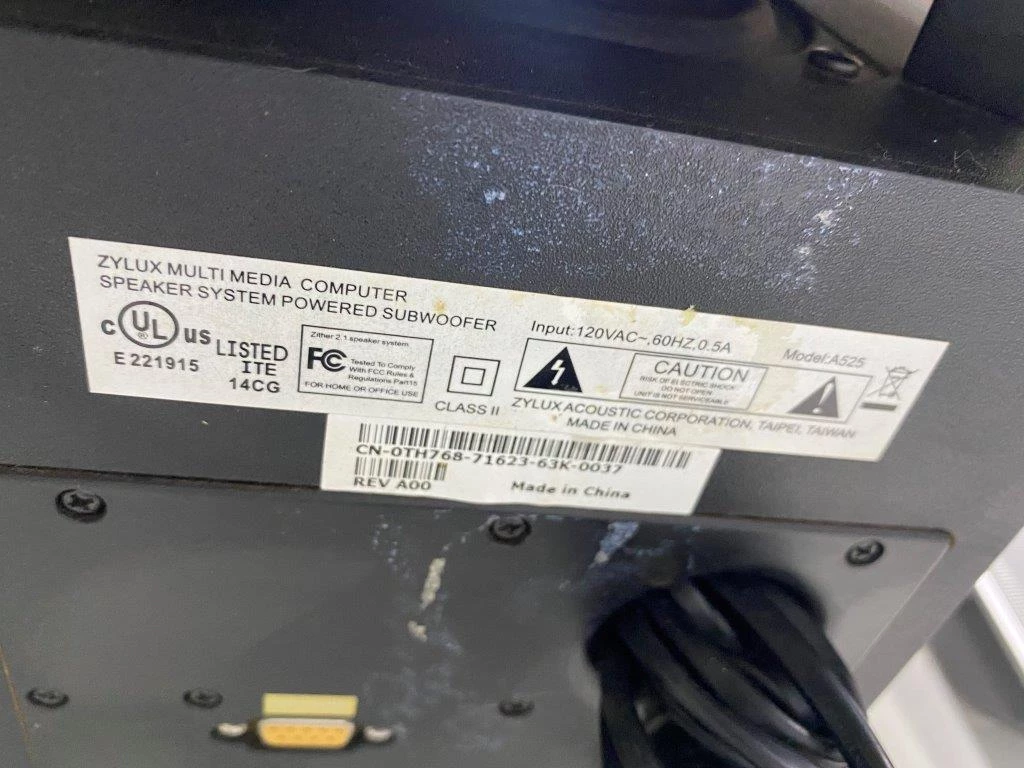 ZYLUX MULTI MEDIA COMPUTER
SPEAKER SYSTEM POWERED SUBWOOFER
Input:120VAC~,60HZ,0.5A
Model:A525
c UL ® us
LISTED
E 221915
ITE
14CG
Zither 2.1 speaker system
FC Tested To Comply
With FCC Rules &
Regulations Part15
FOR HOME OR OFFICE USE
CLASS II
CAUTION
RISK OF ELECTRIC SHOCK
DO NOT OPEN
UNIT IS NOT SERVICEABLE
ZYLUX ACOUSTIC CORPORATION, TAIPEI, TAIWAN
MADE IN CHINA
CN-0TH768-71623-63K-0037
REV A00
Made in China